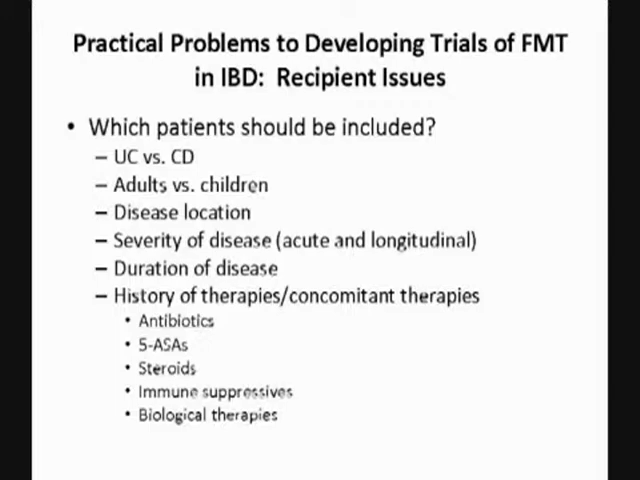 Practical Problems to Developing Trials of FMT
in IBD: Recipient Issues
• Which patients should be included?
– UC vs. CD
– Adults vs. children
– Disease location
– Severity of disease (acute and longitudinal)
– Duration of disease
– History of therapies/concomitant therapies
• Antibiotics
• 5-ASAs
• Steroids
• Immune suppressives
• Biological therapies